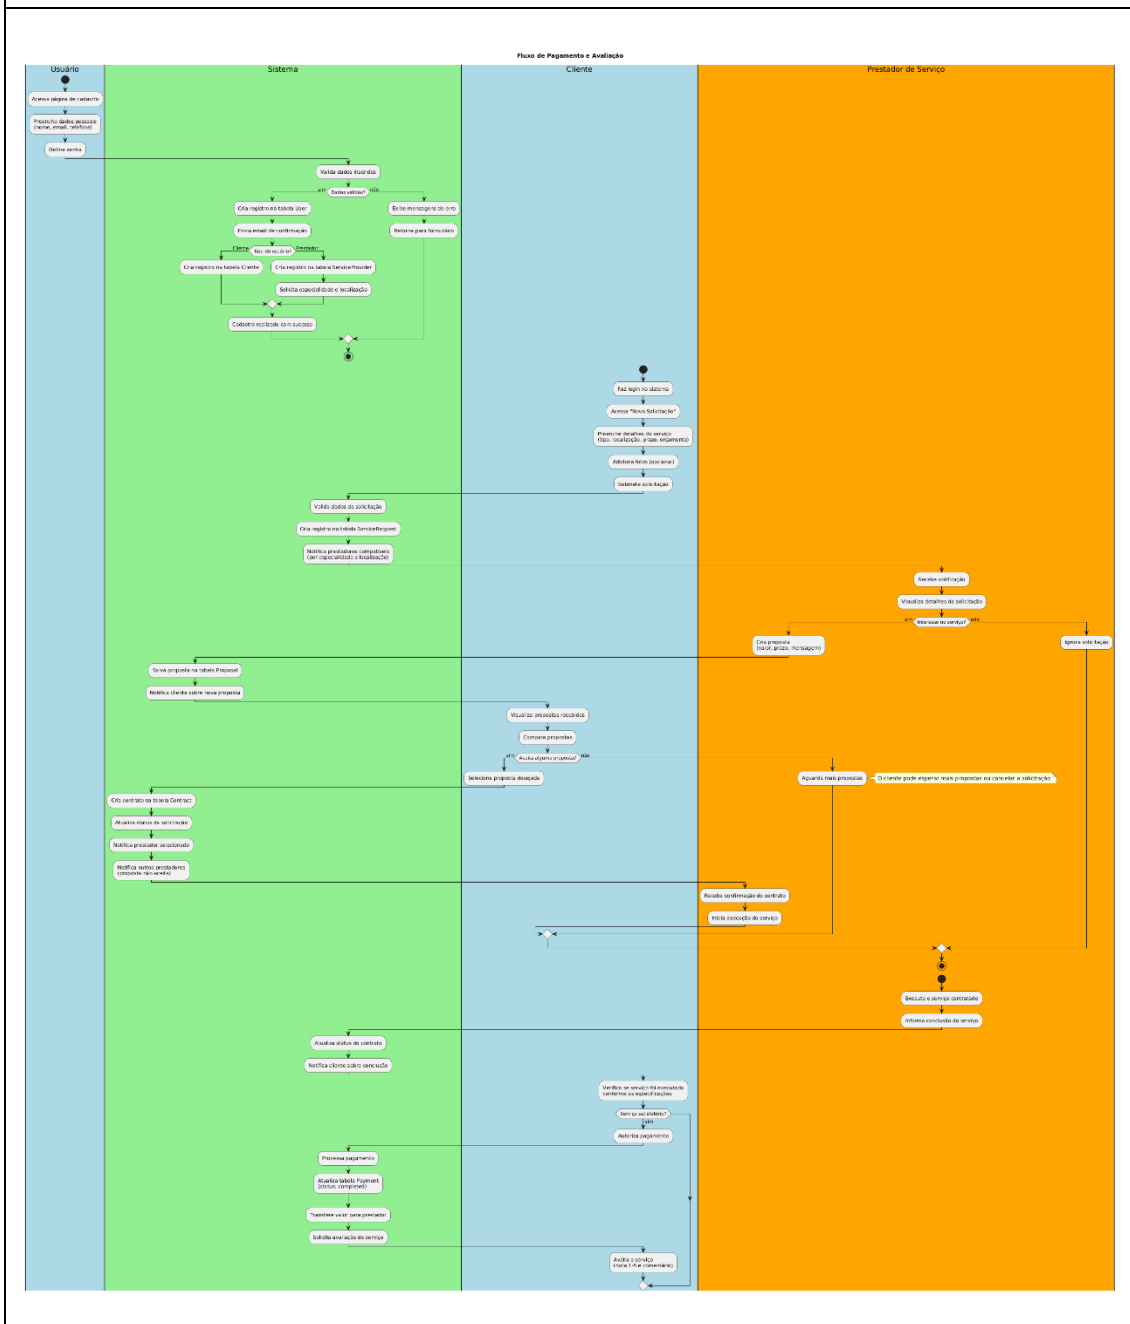 Fluxo de Pagamento e Avaliação
Usuário
Sistema
Cliente
Prestador de Serviço
Acessa página de cadastro
Preenche dados pessoais
(nome, email, telefone)
Define senha
Valida dados inseridos
sim
Dados válidos?
não
Cria registro na tabela User
Exibe mensagens de erro
Envia email de confirmação
Retorna para formulário
Cliente
Tipo de usuário?
Prestador
Cria registro na tabela Cliente
Cria registro na tabela ServiceProvider
Solicita especialidade e localização
Cadastro realizado com sucesso
Faz login no sistema
Acessa "Nova Solicitação"
Preenche detalhes do serviço
(tipo, localização, prazo, orçamento)
Adiciona fotos (opcional)
Submete solicitação
Valida dados da solicitação
Cria registro na tabela ServiceRequest
Notifica prestadores compatíveis
(por especialidade e localização)
Recebe notificação
Visualiza detalhes da solicitação
sim
Interesse no serviço?
não
Cria proposta
(valor, prazo, mensagem)
Ignora solicitação
Salva proposta na tabela Proposal
Notifica cliente sobre nova proposta
Visualiza propostas recebidas
Compara propostas
sim
Aceita alguma proposta?
não
Seleciona proposta desejada
Aguarda mais propostas
O cliente pode esperar mais propostas ou cancelar a solicitação
Cria contrato na tabela Contract
Atualiza status da solicitação
Notifica prestador selecionado
Notifica outros prestadores
(proposta não aceita)
Recebe confirmação do contrato
Inicia execução do serviço
Executa o serviço contratado
Informa conclusão do serviço
Atualiza status do contrato
Notifica cliente sobre conclusão
Verifica se serviço foi executado
conforme as especificações
Serviço satisfatório?
sim
Autoriza pagamento
Processa pagamento
Atualiza tabela Payment
(status: completed)
Transfere valor para prestador
Solicita avaliação do serviço
Avalia o serviço
(nota 1-5 e comentário)